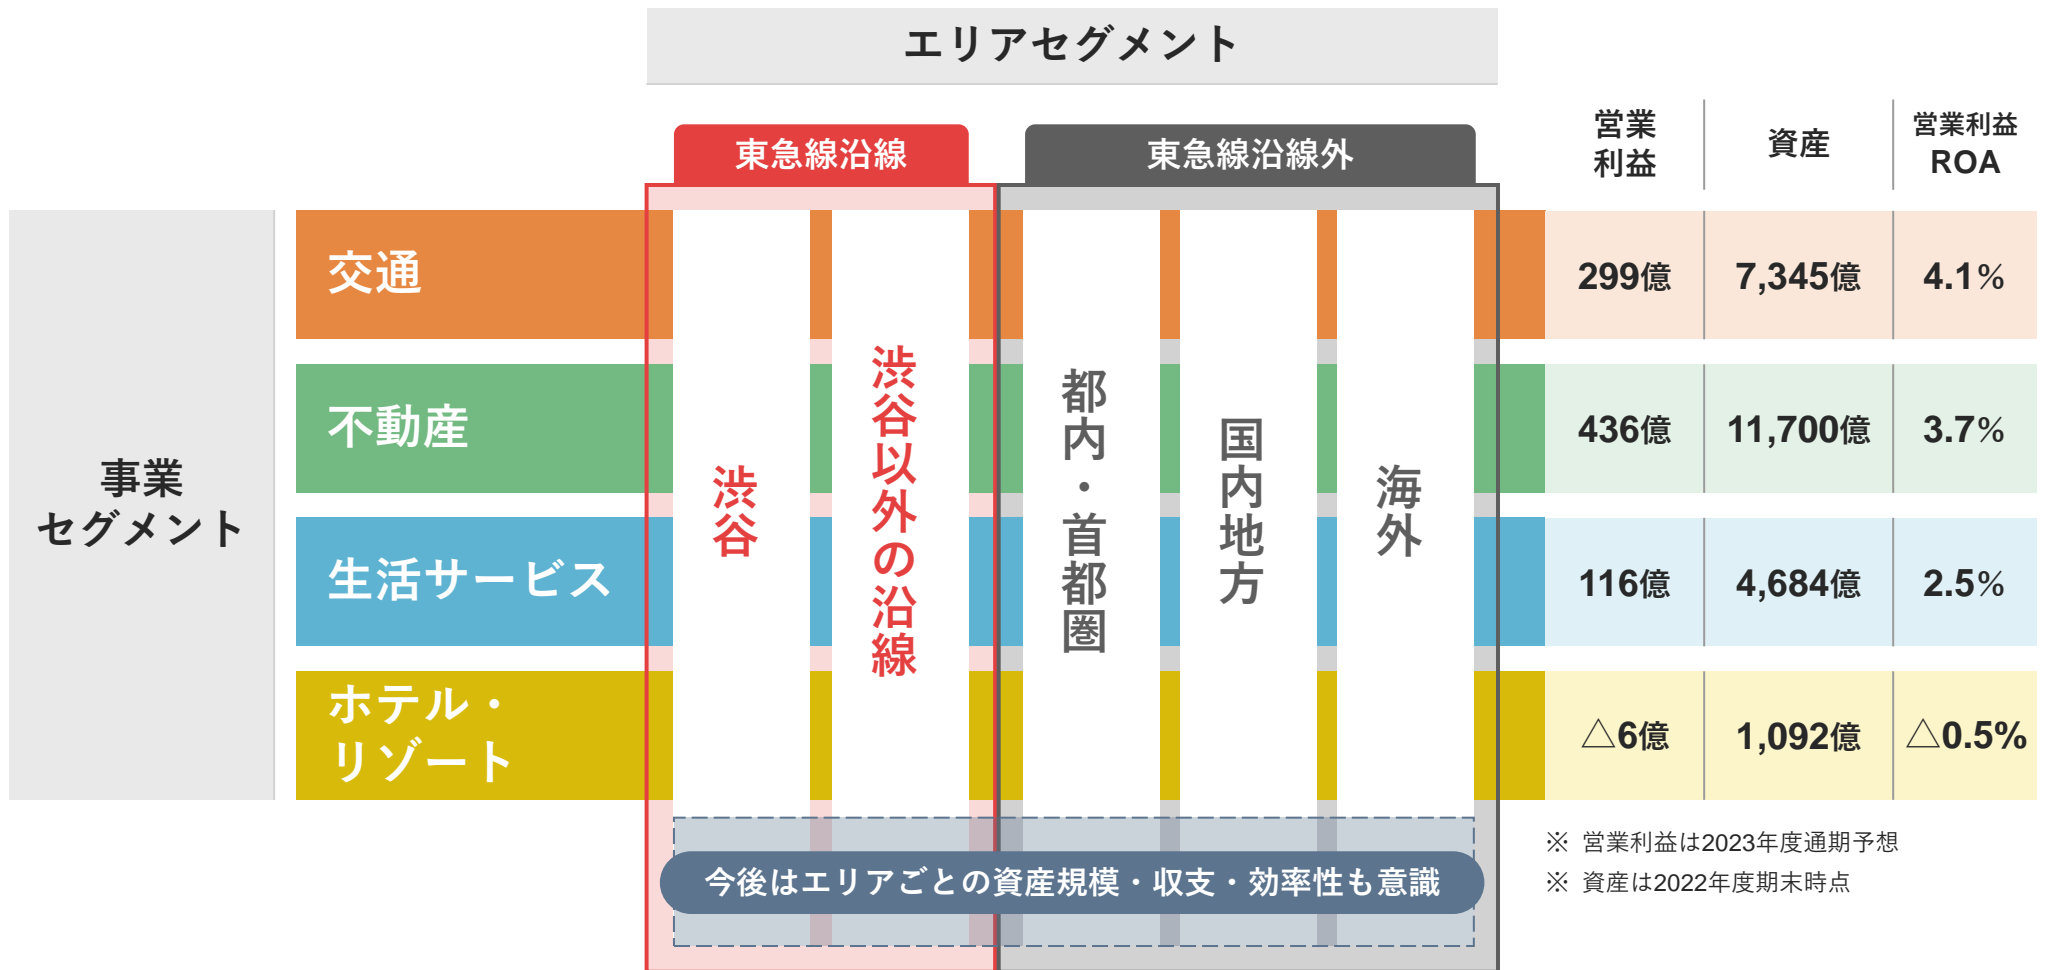 エリアセグメント
東急線沿線
東急線沿線外
営業
利益
資産
営業利益
ROA
事業
セグメント
交通
299億
7,345億
4.1%
不動産
436億
11,700億
3.7%
生活サービス
116億
4,684億
2.5%
ホテル・
リゾート
△6億
1,092億
△0.5%
渋谷
渋谷以外の沿線
都内・首都圏
国内地方
海外
今後はエリアごとの資産規模・収支・効率性も意識
※ 営業利益は2023年度通期予想
※ 資産は2022年度期末時点